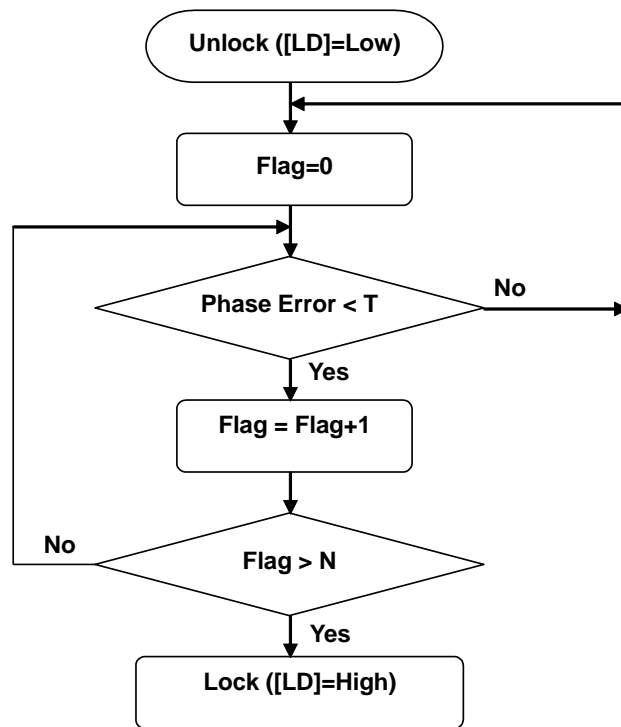 Unlock ([LD]=Low)
Flag=0
Phase Error < T
No
Yes
Flag = Flag+1
No
Flag > N
Yes
Lock ([LD]=High)